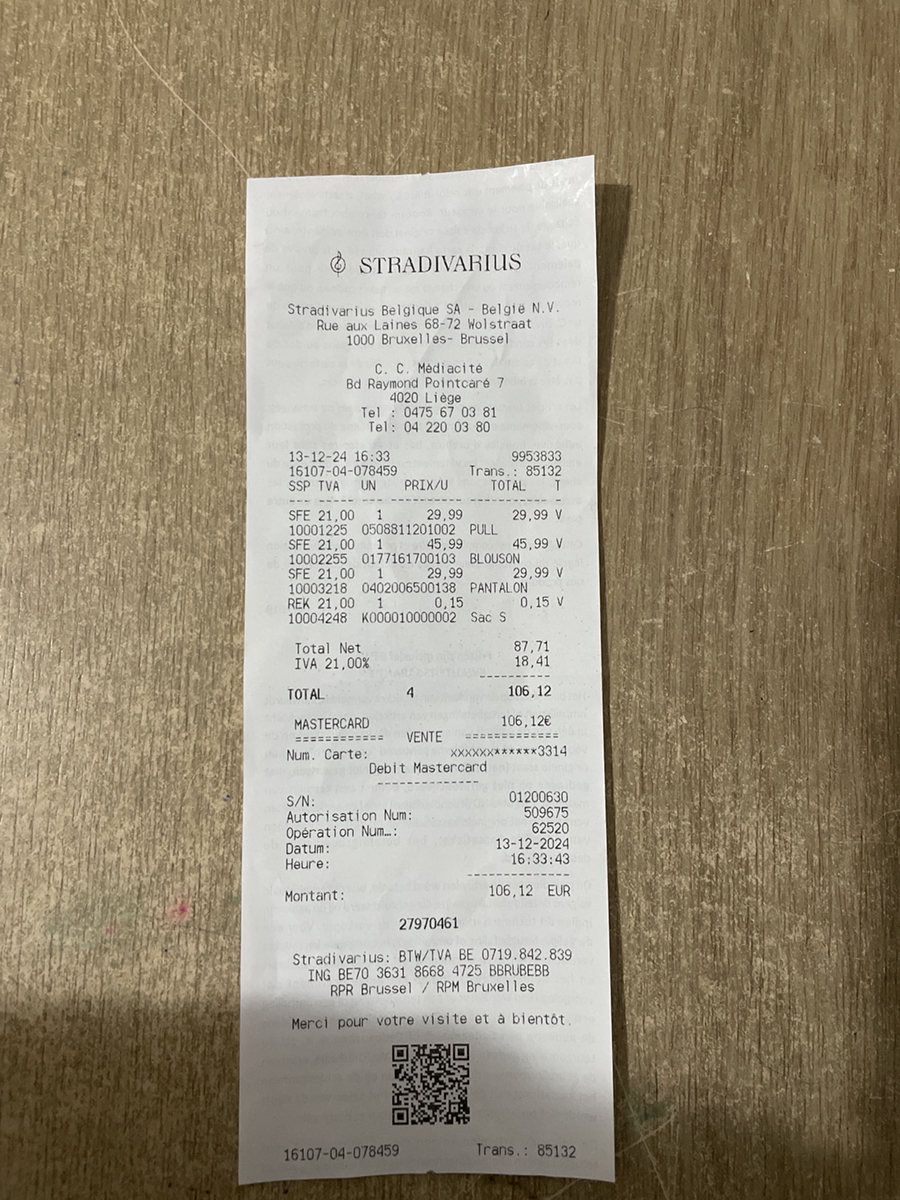 STRADIVARIUS
Stradivarius Belgique SA - België N.V.
Rue aux Laines 68-72 Wolstraat
1000 Bruxelles- Brussel
C. C. Médiacité
Bd Raymond Pointcaré 7
4020 Liège
Tel : 0475 67 03 81
Tel: 04 220 03 80
13-12-24 16:33 9953833
16107-04-078459 Trans.: 85132
SSP TVA UN PRIX/U TOTAL T
--- ----- --- ---------- ---------- -
SFE 21,00 1 29,99 29,99 V
10001225 0508811201002 PULL
SFE 21,00 1 45,99 45,99 V
10002255 0177161700103 BLOUSON
SFE 21,00 1 29,99 29,99 V
10003218 0402006500138 PANTALON
REK 21,00 1 0,15 0,15 V
10004248 K000010000002 Sac S
Total Net 87,71
IVA 21,00% 18,41
----------
TOTAL 4 106,12
MASTERCARD 106,12€
============ VENTE ============
Num. Carte: xxxxxx******3314
Debit Mastercard
-------------
S/N: 01200630
Autorisation Num: 509675
Opération Num…: 62520
Datum: 13-12-2024
Heure: 16:33:43
-------------
Montant: 106,12 EUR
27970461
Stradivarius: BTW/TVA BE 0719.842.839
ING BE70 3631 8668 4725 BBRUBEBB
RPR Brussel / RPM Bruxelles
Merci pour votre visite et à bientôt.
16107-04-078459 Trans.: 85132